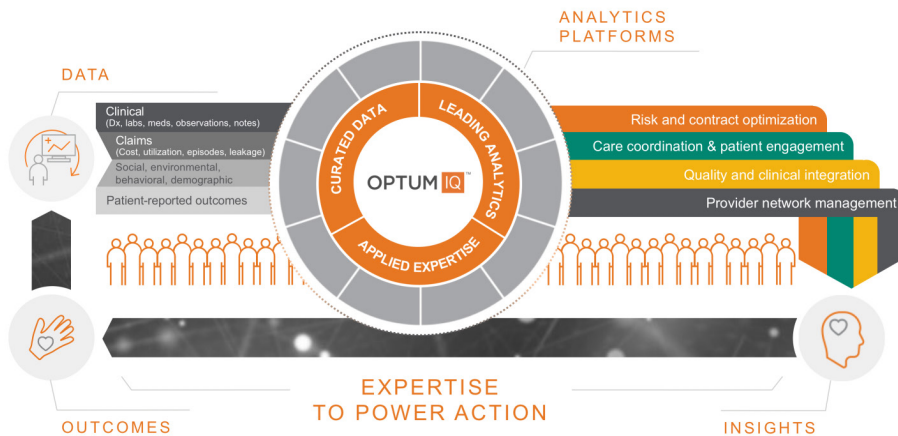 ANALYTICS
PLATFORMS
DATA
Clinical
(Dx, labs, meds, observations, notes)
Claims
(Cost, utilization, episodes, leakage)
Social, environmental,
behavioral, demographic
Patient-reported outcomes
CURATED DATA
LEADING ANALYTICS
APPLIED EXPERTISE
OPTUM IQ™
Risk and contract optimization
Care coordination & patient engagement
Quality and clinical integration
Provider network management
EXPERTISE
TO POWER ACTION
OUTCOMES
INSIGHTS